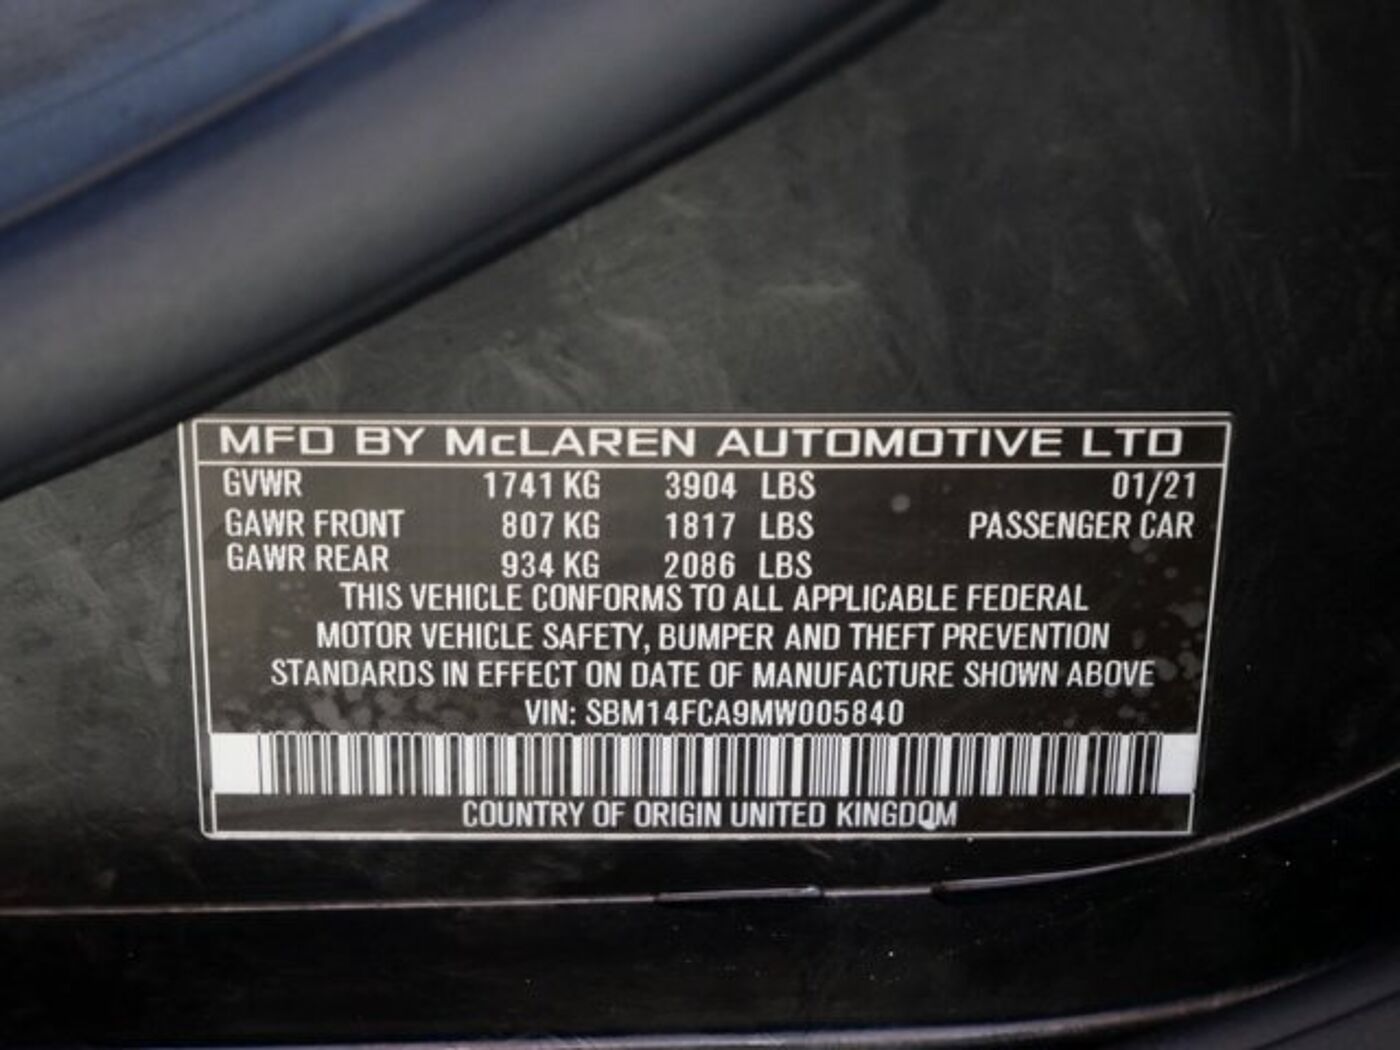 MFD BY McLAREN AUTOMOTIVE LTD
GVWR 1741 KG 3904 LBS 01/21
GAWR FRONT 807 KG 1817 LBS PASSENGER CAR
GAWR REAR 934 KG 2086 LBS
THIS VEHICLE CONFORMS TO ALL APPLICABLE FEDERAL
MOTOR VEHICLE SAFETY, BUMPER AND THEFT PREVENTION
STANDARDS IN EFFECT ON DATE OF MANUFACTURE SHOWN ABOVE
VIN: SBM14FCA9MW005840
COUNTRY OF ORIGIN UNITED KINGDOM